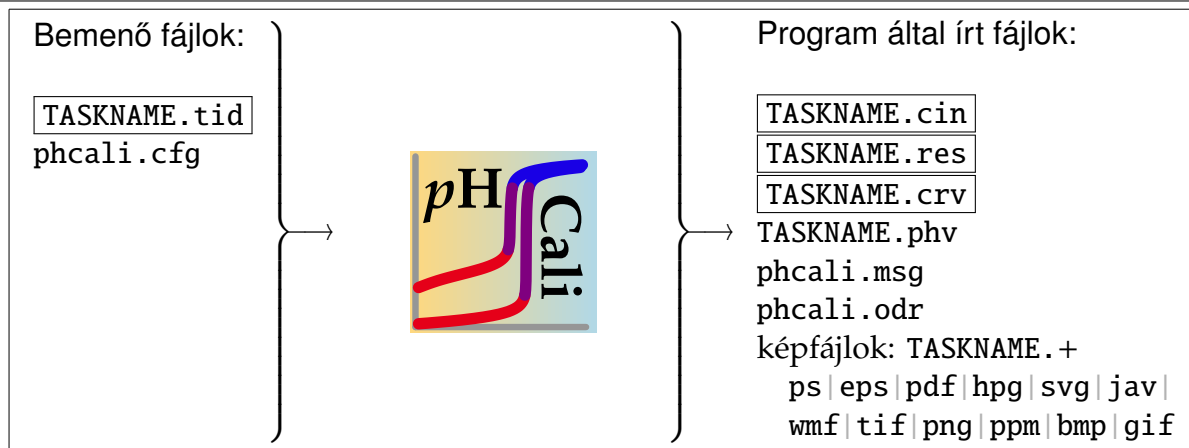 Bemenő fájlok:
TASKNAME.tid
phcali.cfg
pH
Cali
Program által írt fájlok:
TASKNAME.cin
TASKNAME.res
TASKNAME.crv
TASKNAME.phv
phcali.msg
phcali.odr
képfájlok: TASKNAME.+
ps|eps|pdf|hpg|svg|jav|
wmf|tif|png|ppm|bmp|gif